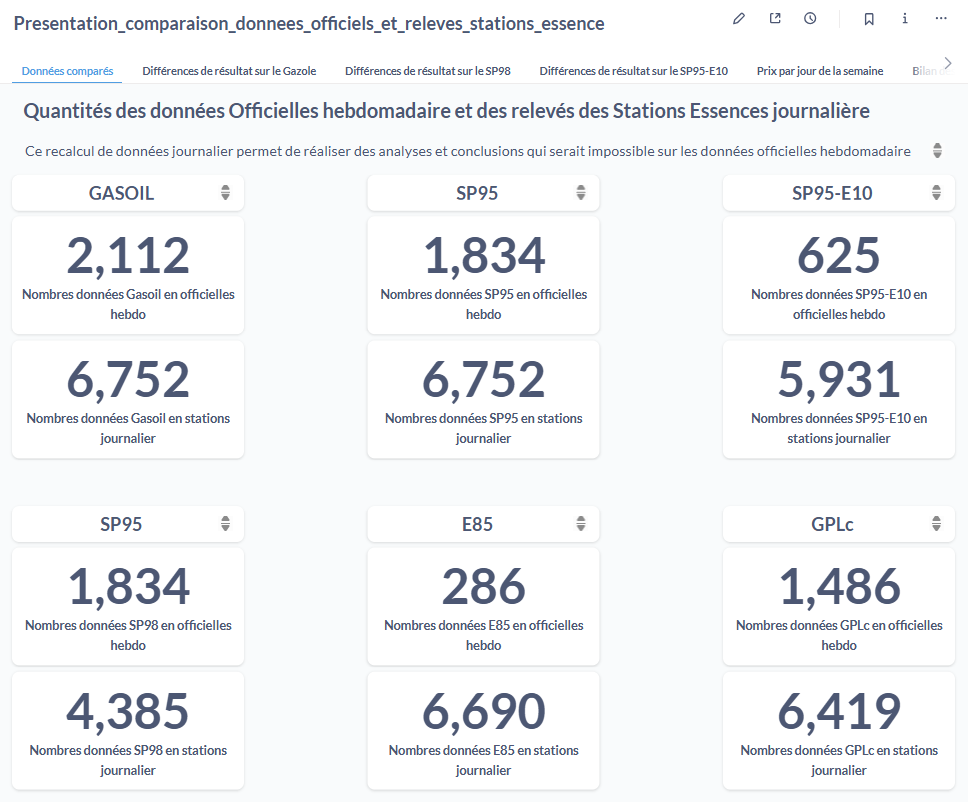 Presentation_comparaison_donnees_officiels_et_releves_stations_essence
Données comparés Différences de résultat sur le Gazole Différences de résultat sur le SP98 Différences de résultat sur le SP95-E10 Prix par jour de la semaine Bilan
Quantités des données Officielles hebdomadaire et des relevés des Stations Essences journalière
Ce recalcul de données journalier permet de réaliser des analyses et conclusions qui serait impossible sur les données officielles hebdomadaire
GASOIL
2,112
Nombres données Gasoil en officielles
hebdo
6,752
Nombres données Gasoil en stations
journalier
SP95
1,834
Nombres données SP95 en officielles
hebdo
6,752
Nombres données SP95 en stations
journalier
SP95-E10
625
Nombres données SP95-E10 en
officielles hebdo
5,931
Nombres données SP95-E10 en
stations journalier
SP95
1,834
Nombres données SP98 en officielles
hebdo
4,385
Nombres données SP98 en stations
journalier
E85
286
Nombres données E85 en officielles
hebdo
6,690
Nombres données E85 en stations
journalier
GPLc
1,486
Nombres données GPLc en officielles
hebdo
6,419
Nombres données GPLc en stations
journalier